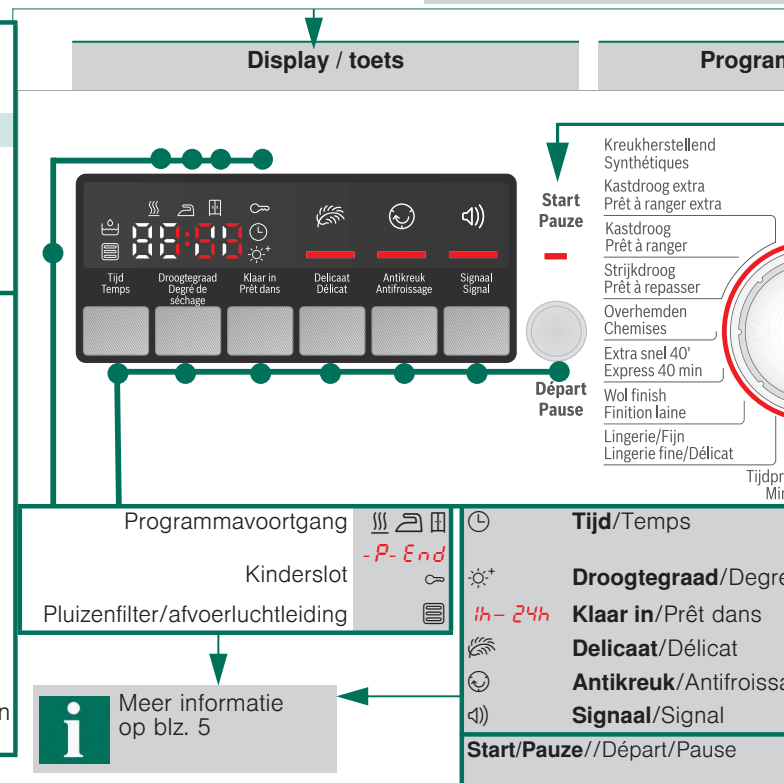 Display / toets
Program
Start
Pauze
Kreukherstellend
Synthétiques
Kastdroog extra
Prêt à ranger extra
Kastdroog
Prêt à ranger
Strijkdroog
Prêt à repasser
Overhemden
Chemises
Extra snel 40'
Express 40 min
Wol finish
Finition laine
Lingerie/Fijn
Lingerie fine/Délicat
Tijdpr
Min
88:88
Tijd
Temps
Droogtegraad
Degré de
séchage
Klaar in
Prêt dans
Delicaat
Délicat
Antikreuk
Antifroissage
Signaal
Signal
Départ
Pause
Programmavoortgang
-P- End
Kinderslot
Pluizenfilter/afvoerluchtleiding
Tijd/Temps
Droogtegraad/Degré
1h– 24h Klaar in/Prêt dans
Delicaat/Délicat
Antikreuk/Antifroissa
Signaal/Signal
Start/Pauze//Départ/Pause
n
i
Meer informatie
op blz. 5